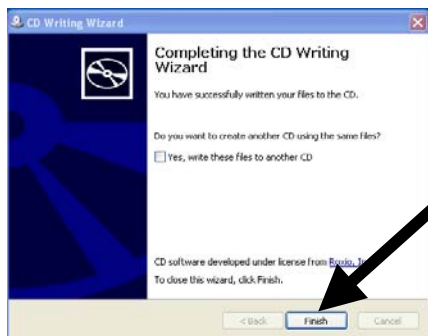 CD Writing Wizard
Completing the CD Writing
Wizard
You have successfully written your files to the CD.
Do you want to create another CD using the same files?
Yes, write these files to another CD
CD software developed under license from Roxio, In
To close this wizard, click Finish.
< Back
Finish
Cancel